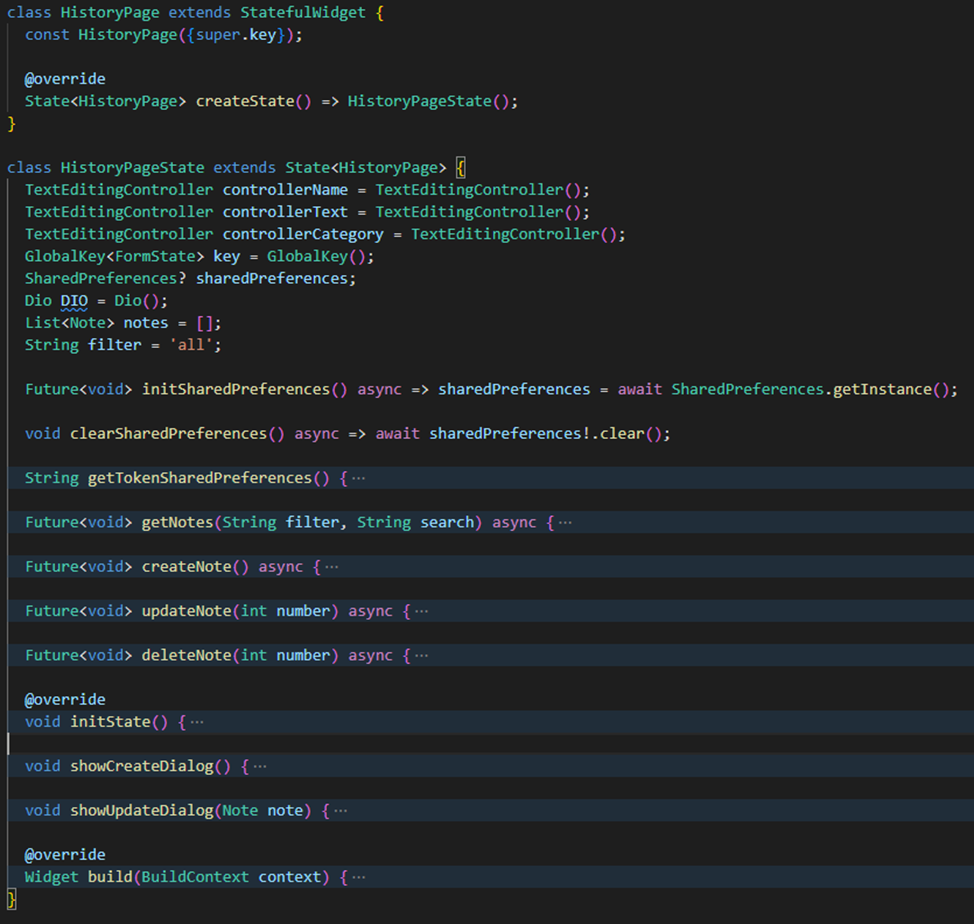 class HistoryPage extends StatefulWidget {
const HistoryPage({super.key});
@override
State<HistoryPage> createState() => HistoryPageState();
}
class HistoryPageState extends State<HistoryPage> {
TextEditingController controllerName = TextEditingController();
TextEditingController controllerText = TextEditingController();
TextEditingController controllerCategory = TextEditingController();
GlobalKey<FormState> key = GlobalKey();
SharedPreferences? sharedPreferences;
Dio DIO = Dio();
List<Note> notes = [];
String filter = 'all';
Future<void> initSharedPreferences() async => sharedPreferences = await SharedPreferences.getInstance();
void clearSharedPreferences() async => await sharedPreferences!.clear();
String getTokenSharedPreferences() { ···
Future<void> getNotes(String filter, String search) async { ···
Future<void> createNote() async { ···
Future<void> updateNote(int number) async { ···
Future<void> deleteNote(int number) async { ···
@override
void initState() { ···
void showCreateDialog() { ···
void showUpdateDialog(Note note) { ···
@override
Widget build(BuildContext context) { ···
}